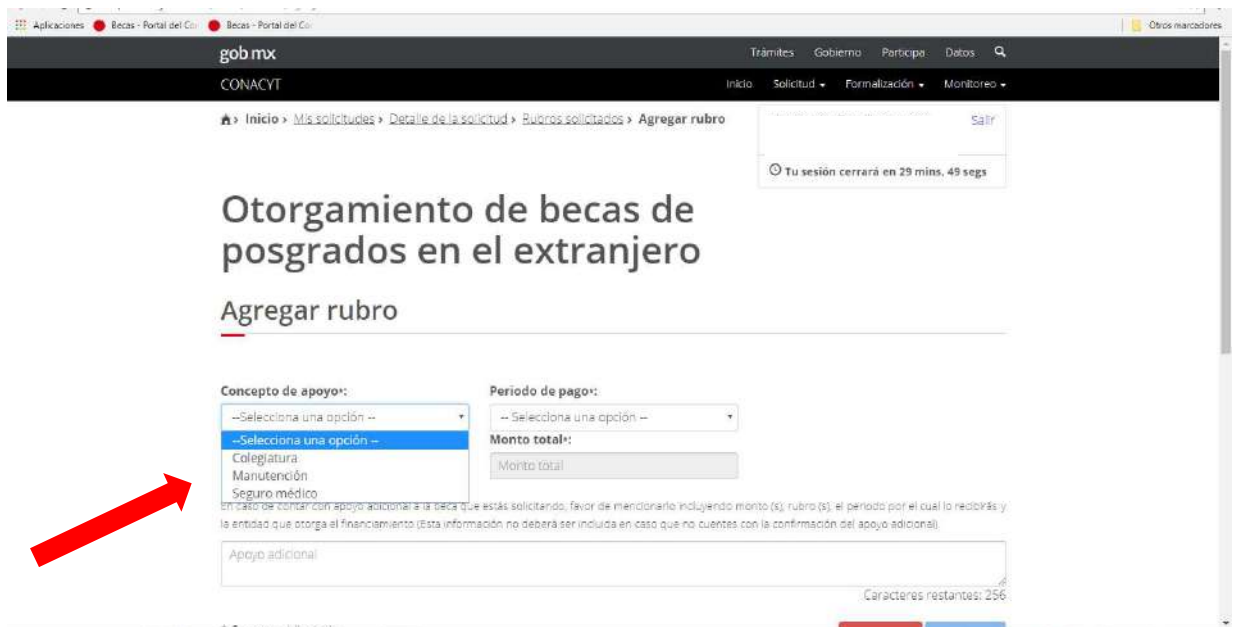 Aplicaciones Becas - Portal del Co Becas - Portal del Co Otros marcadores
gob.mx Trámites Gobierno Participa Datos
CONACYT Inicio Solicitud Formalización Monitoreo
> Inicio > Mis solicitudes > Detalle de la solicitud > Rubros solicitados > Agregar rubro
Salir
Tu sesión cerrará en 29 mins. 49 segs
Otorgamiento de becas de
posgrados en el extranjero
Agregar rubro
Concepto de apoyo*: Periodo de pago*:
--Selecciona una opción -- -- Selecciona una opción --
--Selecciona una opción -- Monto total*:
Colegiatura
Manutención Monto total
Seguro médico
En caso de contar con apoyo adicional a la beca que estás solicitando, favor de mencionarlo incluyendo monto (s), rubro (s), el periodo por el cual lo recibirás y
la entidad que otorga el financiamiento (Esta información no deberá ser incluida en caso que no cuentes con la confirmación del apoyo adicional)
Apoyo adicional
Caracteres restantes: 256